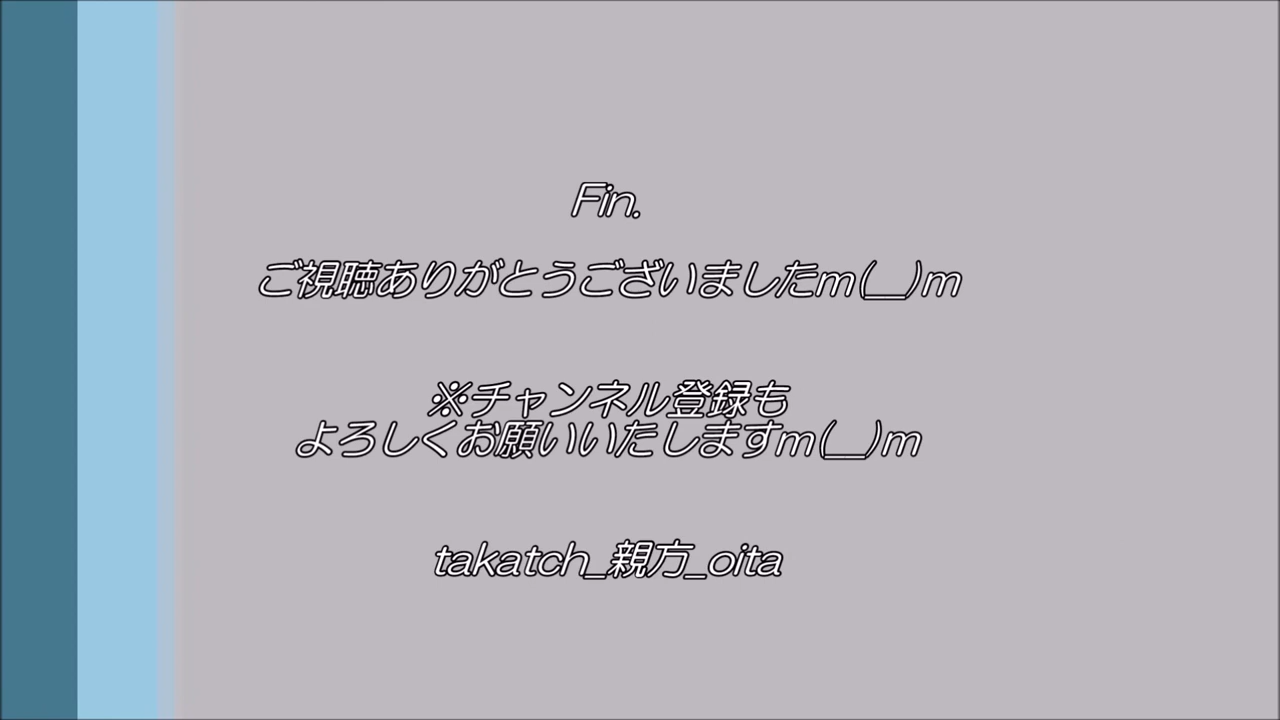 Fin.
ご視聴ありがとうございましたm(__)m
※チャンネル登録も
よろしくお願いいたしますm(__)m
takatch_親方_oita